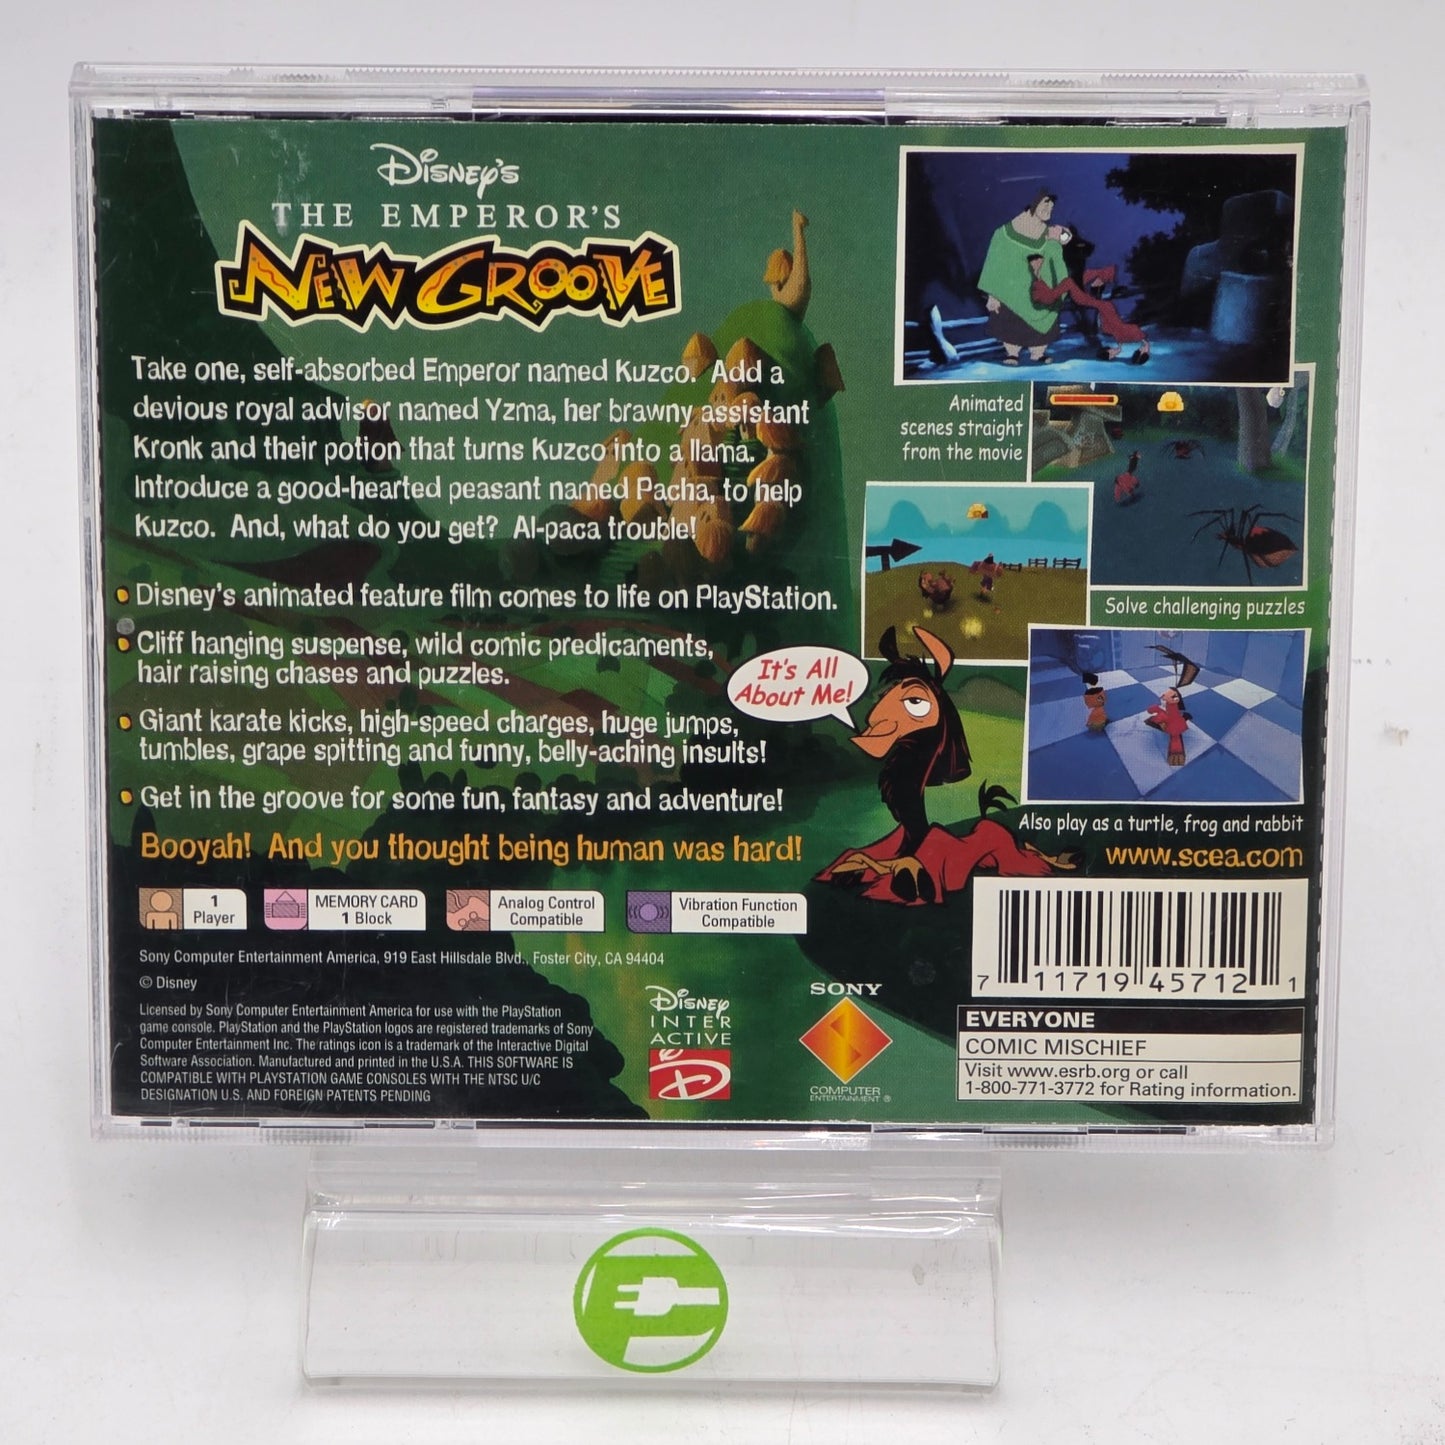 Disney's
THE EMPEROR'S
NEW GROOVE
Take one, self-absorbed Emperor named Kuzco. Add a
devious royal advisor named Yzma, her brawny assistant
Kronk and their potion that turns Kuzco into a llama.
Introduce a good-hearted peasant named Pacha, to help
Kuzco. And, what do you get? Al-paca trouble!
Disney's animated feature film comes to life on PlayStation.
Cliff hanging suspense, wild comic predicaments,
hair raising chases and puzzles.
Giant karate kicks, high-speed charges, huge jumps,
tumbles, grape spitting and funny, belly-aching insults!
Get in the groove for some fun, fantasy and adventure!
Booyah! And you thought being human was hard!
Animated
scenes straight
from the movie
Solve challenging puzzles
It's All
About Me!
Also play as a turtle, frog and rabbit
www.scea.com
1
Player
MEMORY CARD
1 Block
Analog Control
Compatible
Vibration Function
Compatible
Sony Computer Entertainment America, 919 East Hillsdale Blvd., Foster City, CA 94404
© Disney
Licensed by Sony Computer Entertainment America for use with the PlayStation
game console. PlayStation and the PlayStation logos are registered trademarks of Sony
Computer Entertainment Inc. The ratings icon is a trademark of the Interactive Digital
Software Association. Manufactured and printed in the U.S.A. THIS SOFTWARE IS
COMPATIBLE WITH PLAYSTATION GAME CONSOLES WITH THE NTSC U/C
DESIGNATION U.S. AND FOREIGN PATENTS PENDING
Disney
INTER
ACTIVE
D
SONY
COMPUTER
ENTERTAINMENT ®
7 11719 45712 1
EVERYONE
COMIC MISCHIEF
Visit www.esrb.org or call
1-800-771-3772 for Rating information.